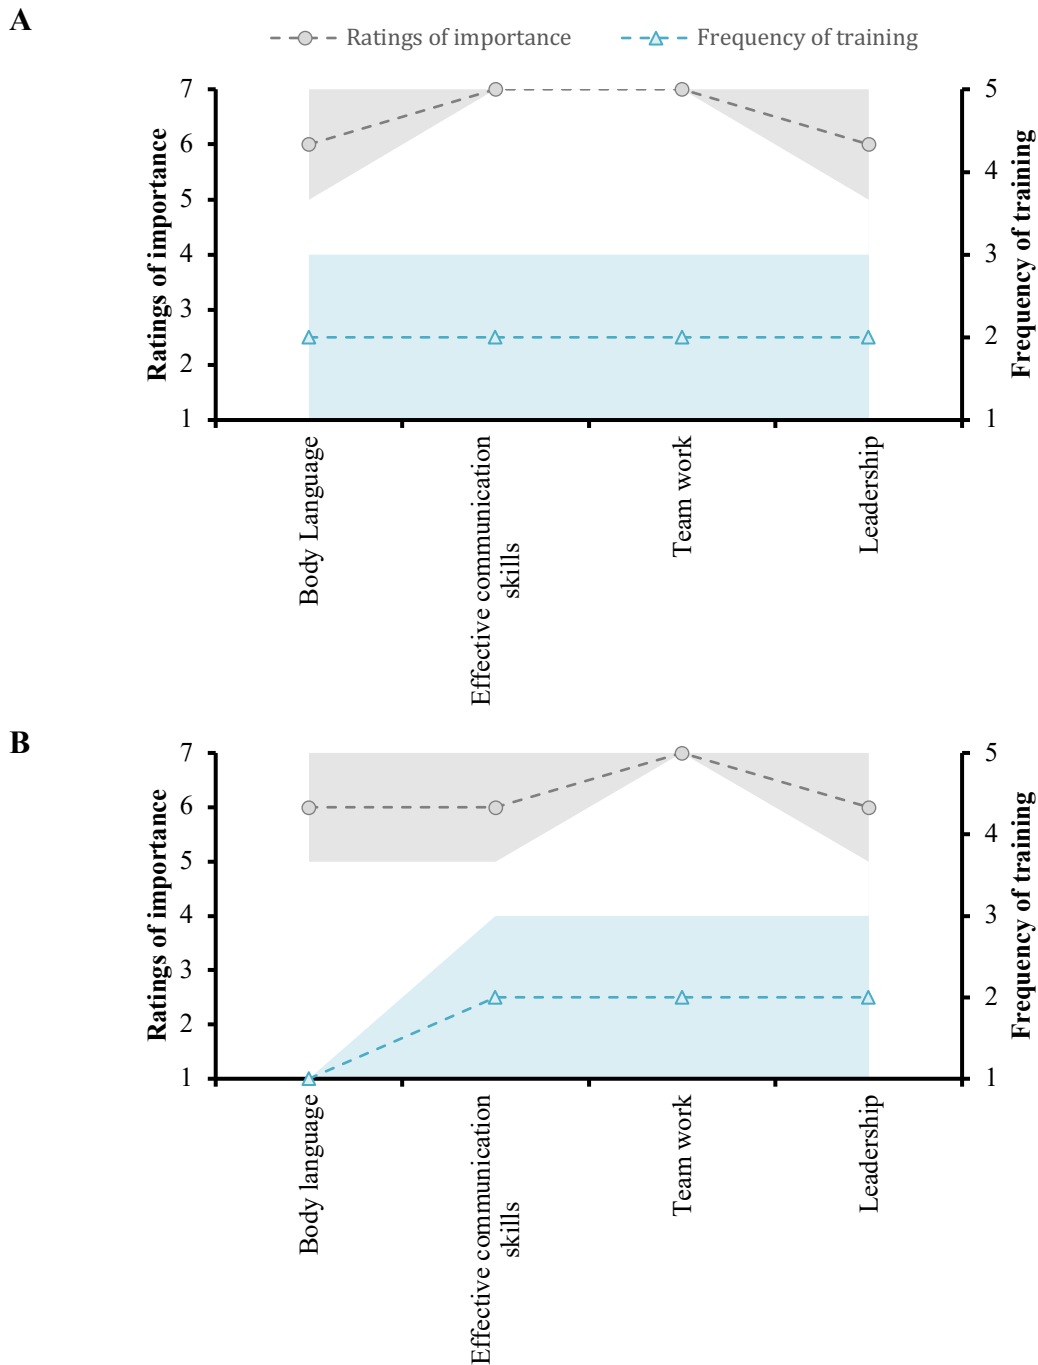 A
Ratings of importance
Frequency of training
7
6
5
4
3
2
1
Ratings of importance
5
4
3
2
1
Frequency of training
Body Language
Effective communication
skills
Team work
Leadership
B
7
6
5
4
3
2
1
Ratings of importance
5
4
3
2
1
Frequency of training
Body language
Effective communication
skills
Team work
Leadership